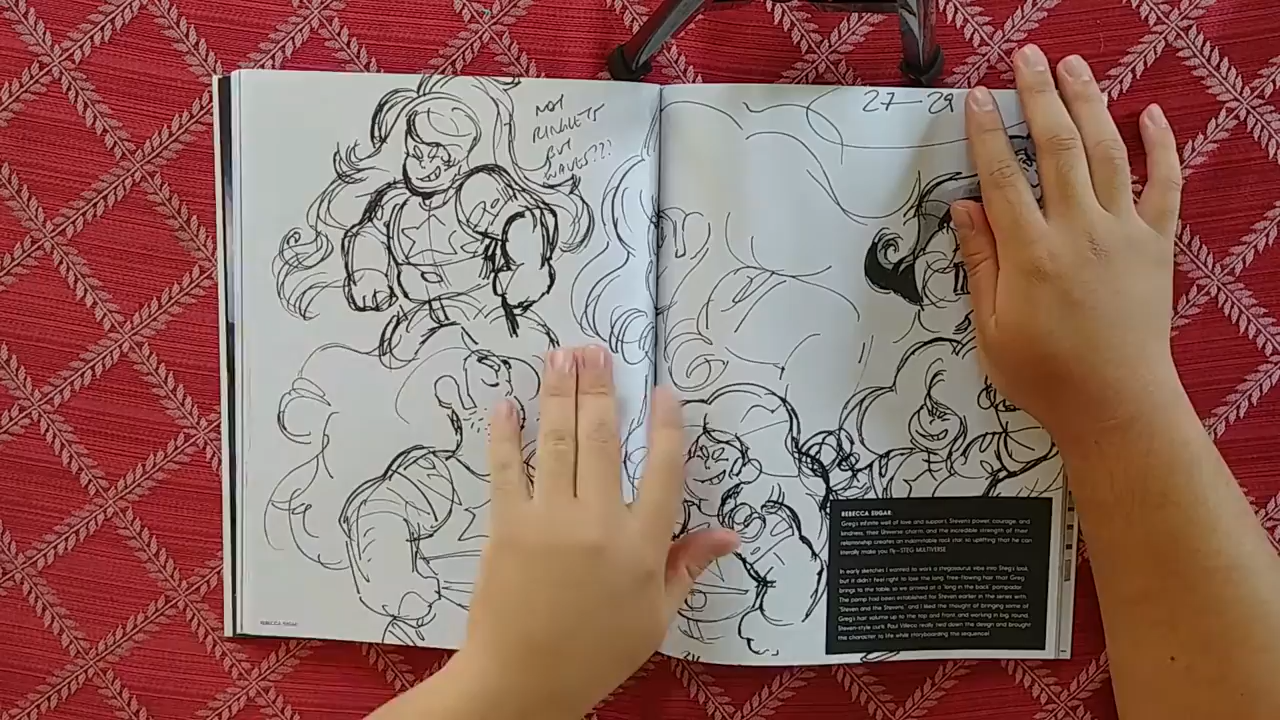 NOT
RINGLETS
BUT
WAVES???
27–29
REBECCA SUGAR:
Greg's infinite well of love and support, Steven's power, courage, and
kindness, their Universe charm, and the incredible strength of their
relationship creates an indomitable rock star, so uplifting that he can
literally make you fly—STEG MULTIVERSE
In early sketches I wanted to work a stegosaurus vibe into Steg's look,
but it didn't feel right to lose the long, free-flowing hair that Greg
brings to the table, so we arrived at a "long in the back" pompador.
The pomp had been established for Steven earlier in the series with
"Steven and the Stevens," and I liked the thought of bringing some of
Greg's hair volume up to the top and front, and working in big, round,
Steven-style curls. Paul Villeco really tied down the design and brought
the character to life while storyboarding the sequence!
REBECCA SUGAR